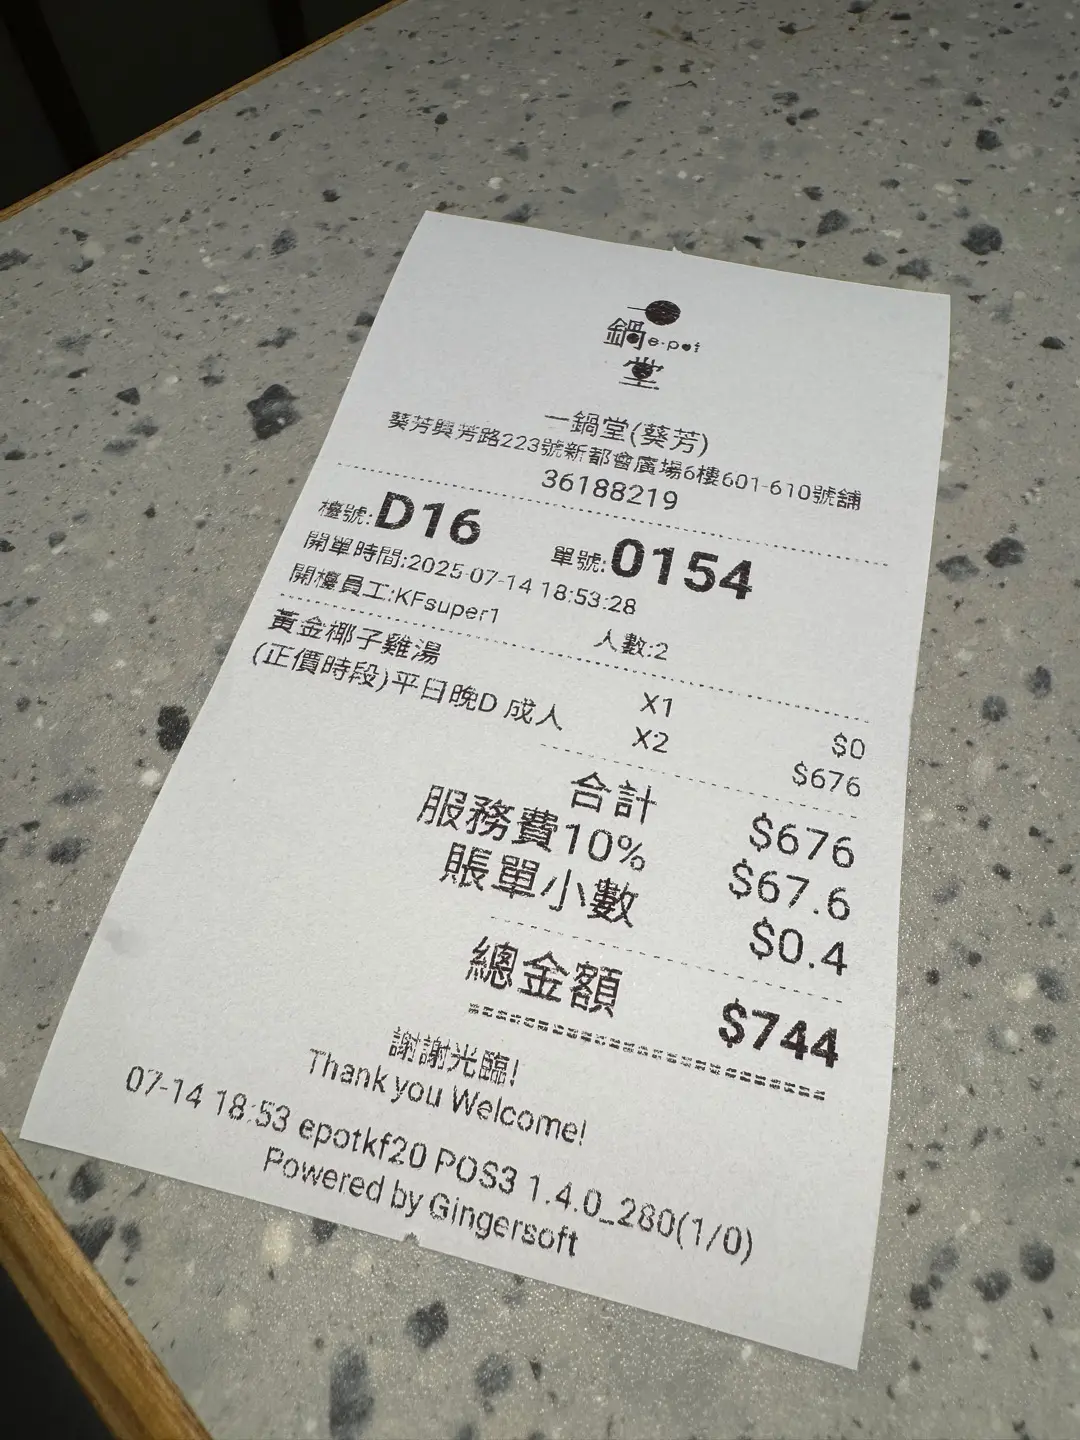 一鍋堂 e·pot
一鍋堂(葵芳)
葵芳興芳路223號新都會廣場6樓601-610號舖
36188219
檯號:D16 單號:0154
開單時間:2025-07-14 18:53:28
開檯員工:KFsuper1 人數:2
黃金椰子雞湯 X1 $0
(正價時段)平日晚D 成人 X2 $676
合計 $676
服務費10% $67.6
賬單小數 $0.4
總金額 $744
謝謝光臨!
Thank you Welcome!
07-14 18:53 epotkf20 POS3 1.4.0_280(1/0)
Powered by Gingersoft